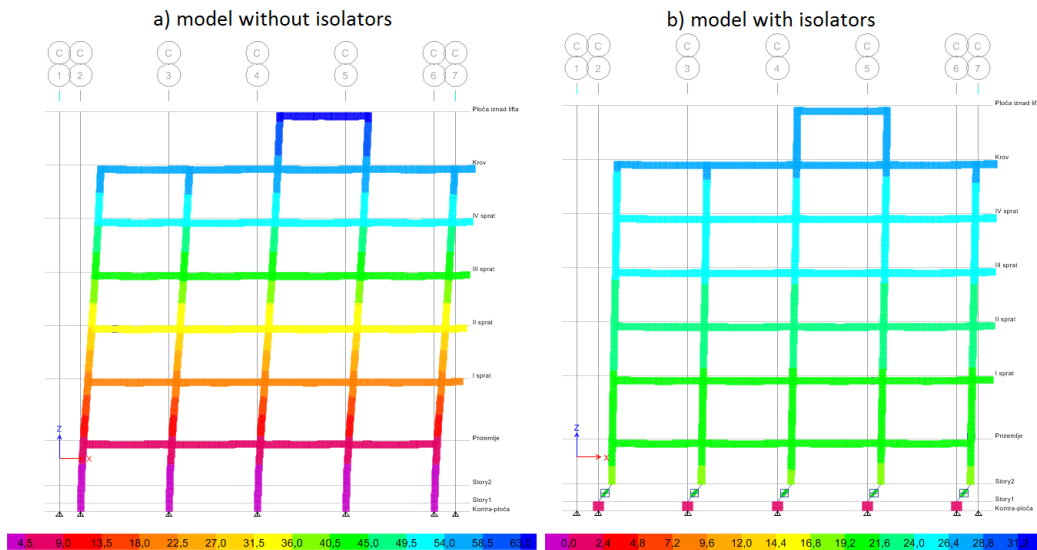 a) model without isolators
b) model with isolators
C C C C C C C
1 2 3 4 5 6 7
C C C C C C C
1 2 3 4 5 6 7
Ploča iznad lifta
Krov
IV sprat
III sprat
II sprat
I sprat
Prizemlje
Story2
Story1
Kontra-ploča
Z
X
Ploča iznad lif
Krov
IV sprat
III sprat
II sprat
I sprat
Prizemlje
Story2
Story1
Kontra-ploča
Z
X
4,5 9,0 13,5 18,0 22,5 27,0 31,5 36,0 40,5 45,0 49,5 54,0 58,5 63,0
0,0 2,4 4,8 7,2 9,6 12,0 14,4 16,8 19,2 21,6 24,0 26,4 28,8 31,2